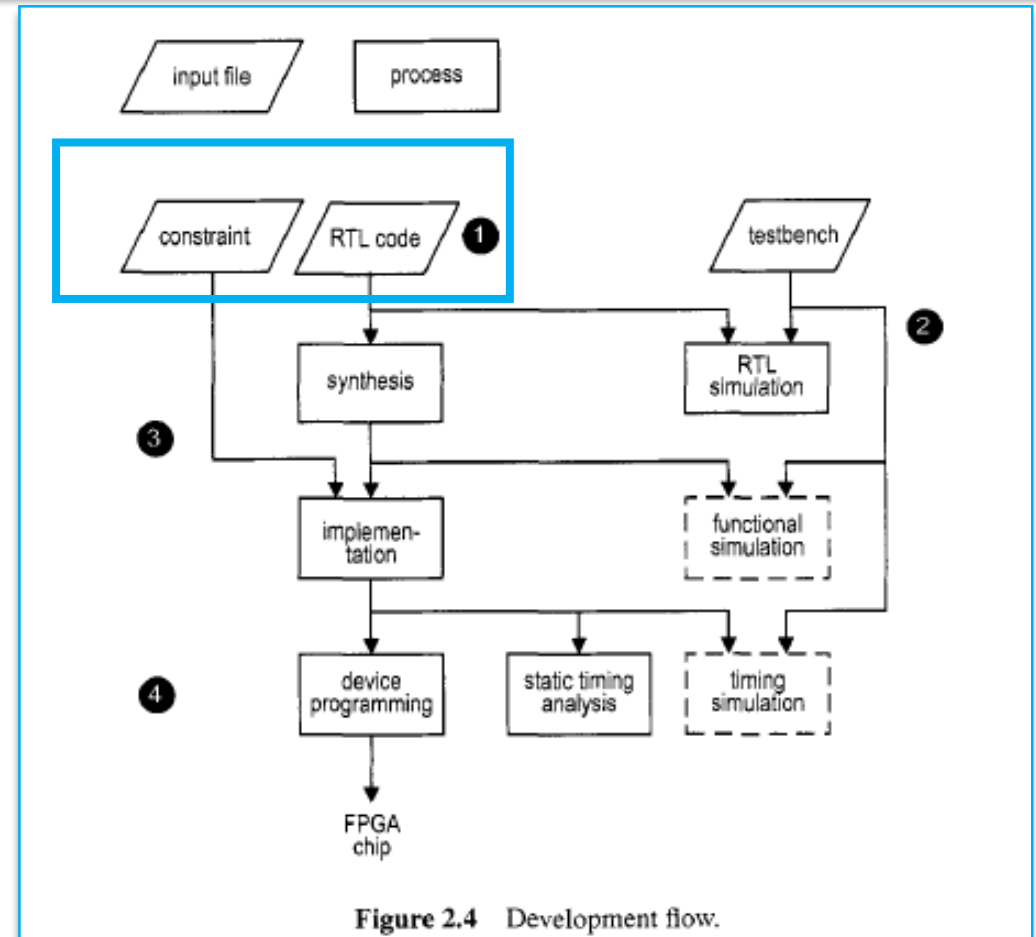 input file
process
constraint
RTL code
1
testbench
2
synthesis
RTL
simulation
3
implemen-
tation
functional
simulation
4
device
programming
static timing
analysis
timing
simulation
FPGA
chip
Figure 2.4 Development flow.